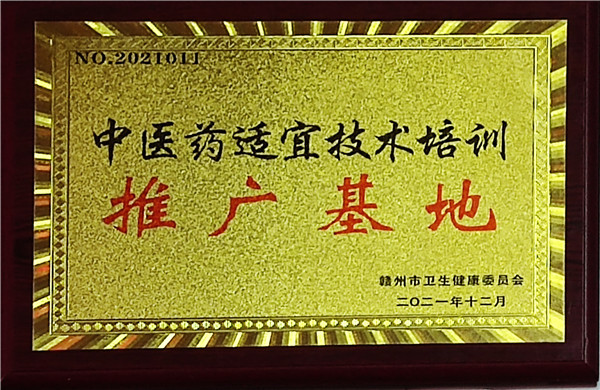 NO.2021011
中医药适宜技术培训
推广基地
赣州市卫生健康委员会
二〇二一年十二月